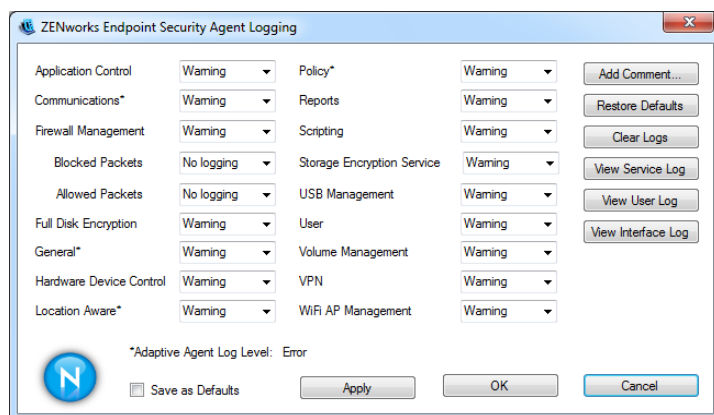 ZENworks Endpoint Security Agent Logging
Application Control Warning Policy* Warning Add Comment...
Communications* Warning Reports Warning Restore Defaults
Firewall Management Warning Scripting Warning Clear Logs
Blocked Packets No logging Storage Encryption Service Warning View Service Log
Allowed Packets No logging USB Management Warning View User Log
Full Disk Encryption Warning User Warning View Interface Log
General* Warning Volume Management Warning
Hardware Device Control Warning VPN Warning
Location Aware* Warning WiFi AP Management Warning
*Adaptive Agent Log Level: Error
N
Save as Defaults Apply OK Cancel